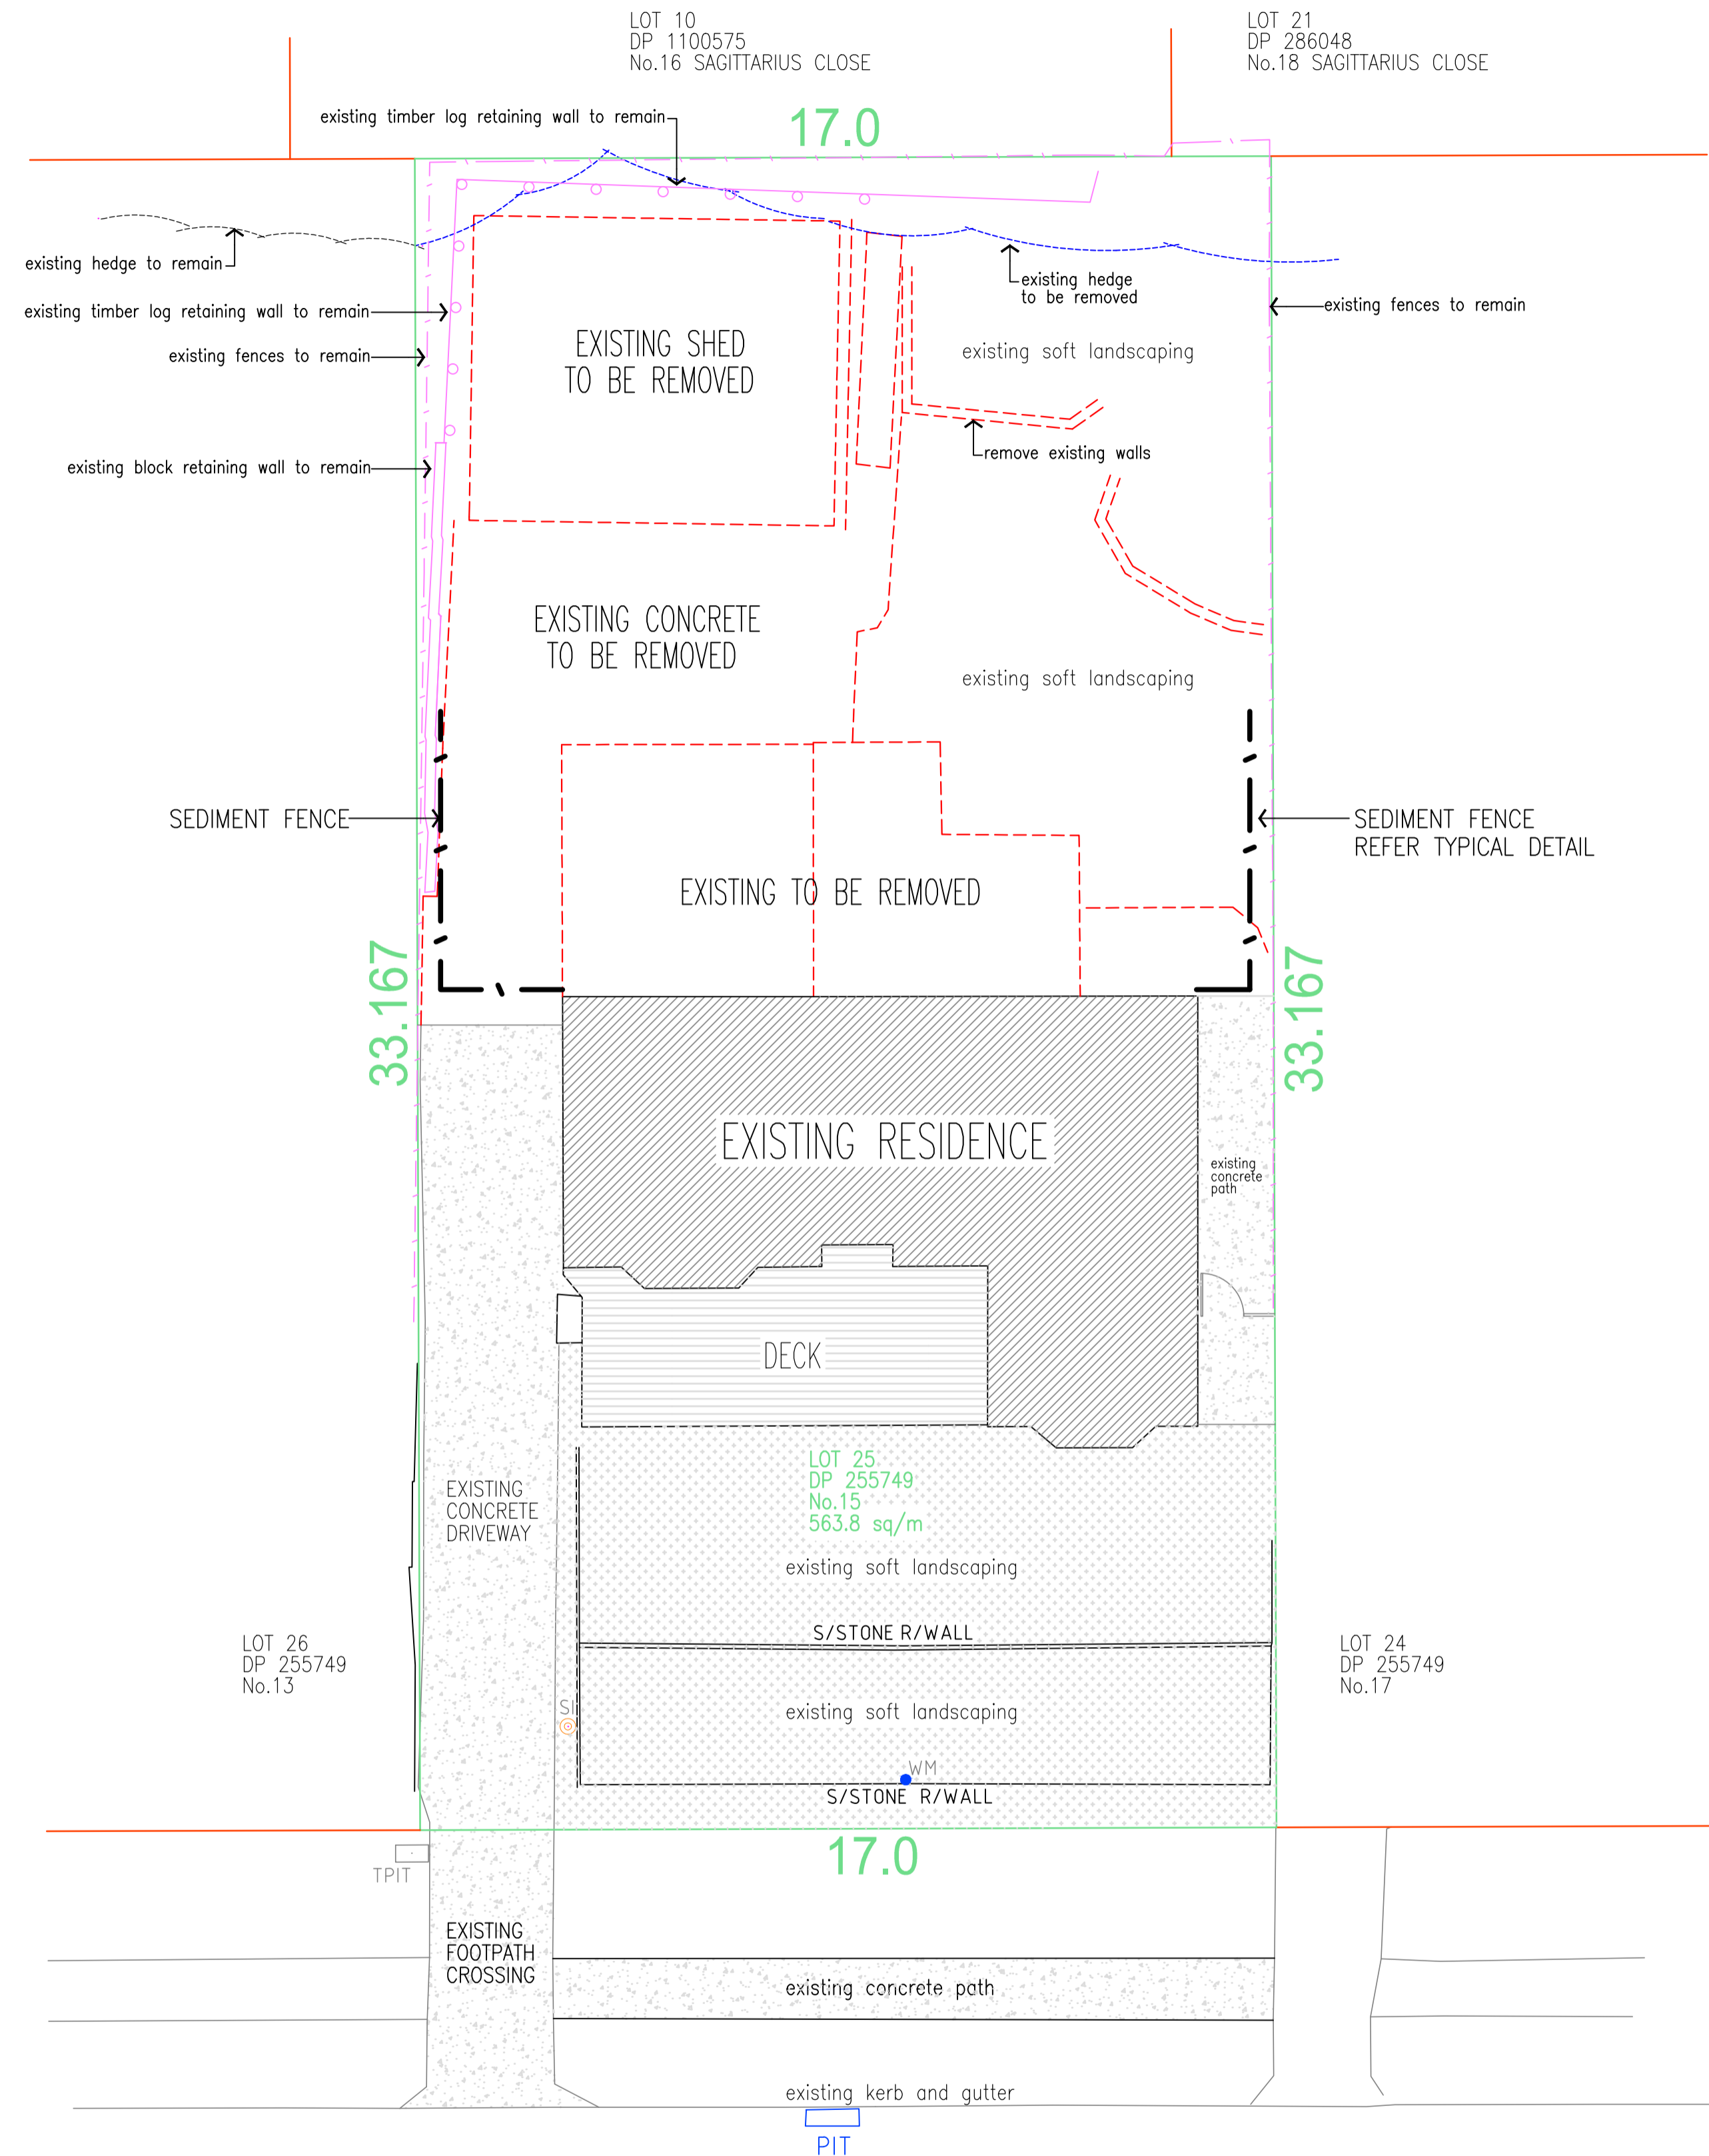 LOT 10
DP 1100575
No.16 SAGITTARIUS CLOSE
LOT 21
DP 286048
No.18 SAGITTARIUS CLOSE
existing timber log retaining wall to remain
17.0
existing hedge to remain
existing hedge
to be removed
existing timber log retaining wall to remain
existing fences to remain
existing fences to remain
EXISTING SHED
TO BE REMOVED
existing soft landscaping
existing block retaining wall to remain
remove existing walls
EXISTING CONCRETE
TO BE REMOVED
existing soft landscaping
SEDIMENT FENCE
SEDIMENT FENCE
REFER TYPICAL DETAIL
EXISTING TO BE REMOVED
33.167
33.167
EXISTING RESIDENCE
existing
concrete
path
DECK
LOT 25
DP 255749
No.15
563.8 sq/m
EXISTING
CONCRETE
DRIVEWAY
existing soft landscaping
S/STONE R/WALL
LOT 26
DP 255749
No.13
LOT 24
DP 255749
No.17
SI
existing soft landscaping
WM
S/STONE R/WALL
17.0
TPIT
EXISTING
FOOTPATH
CROSSING
existing concrete path
existing kerb and gutter
PIT